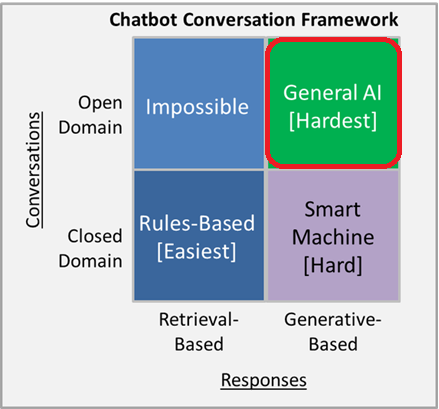 Chatbot Conversation Framework
Conversations
Open
Domain
Impossible
General AI
[Hardest]
Closed
Domain
Rules-Based
[Easiest]
Smart
Machine
[Hard]
Retrieval-
Based
Generative-
Based
Responses